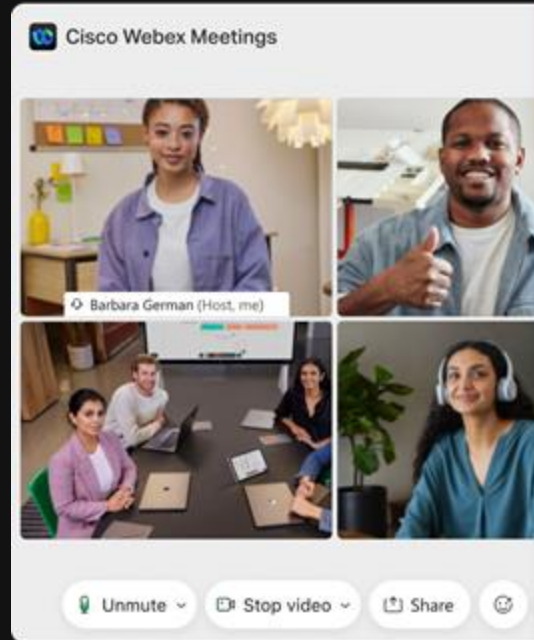 Cisco Webex Meetings
Barbara German (Host, me)
Unmute
Stop video
Share